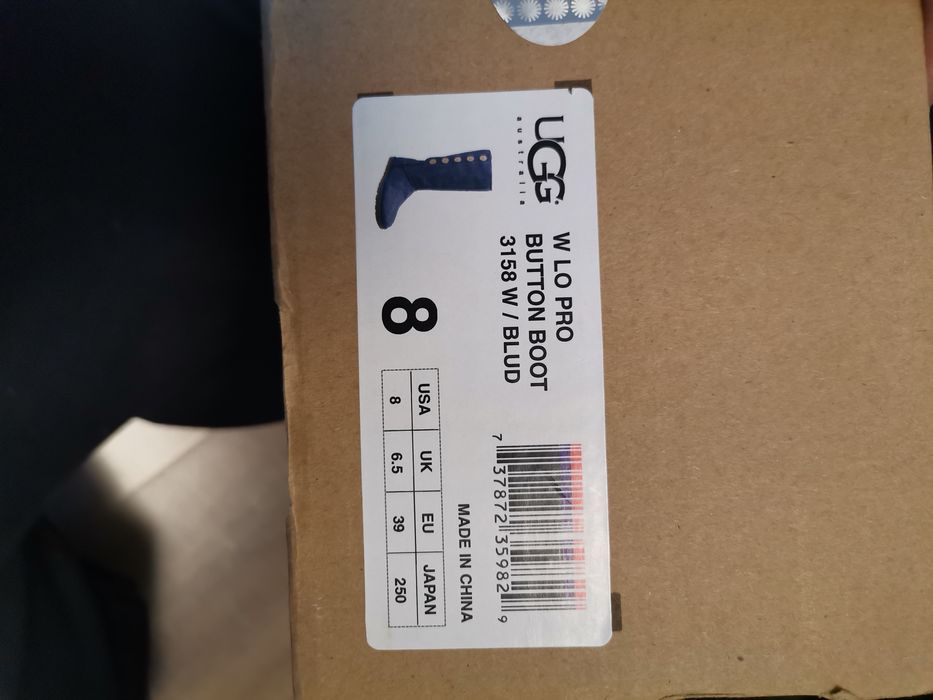 UGG
australia
W LO PRO
BUTTON BOOT
3158 W / BLUD
8
USA UK EU JAPAN
8 6.5 39 250
MADE IN CHINA
7 37872 35982 9